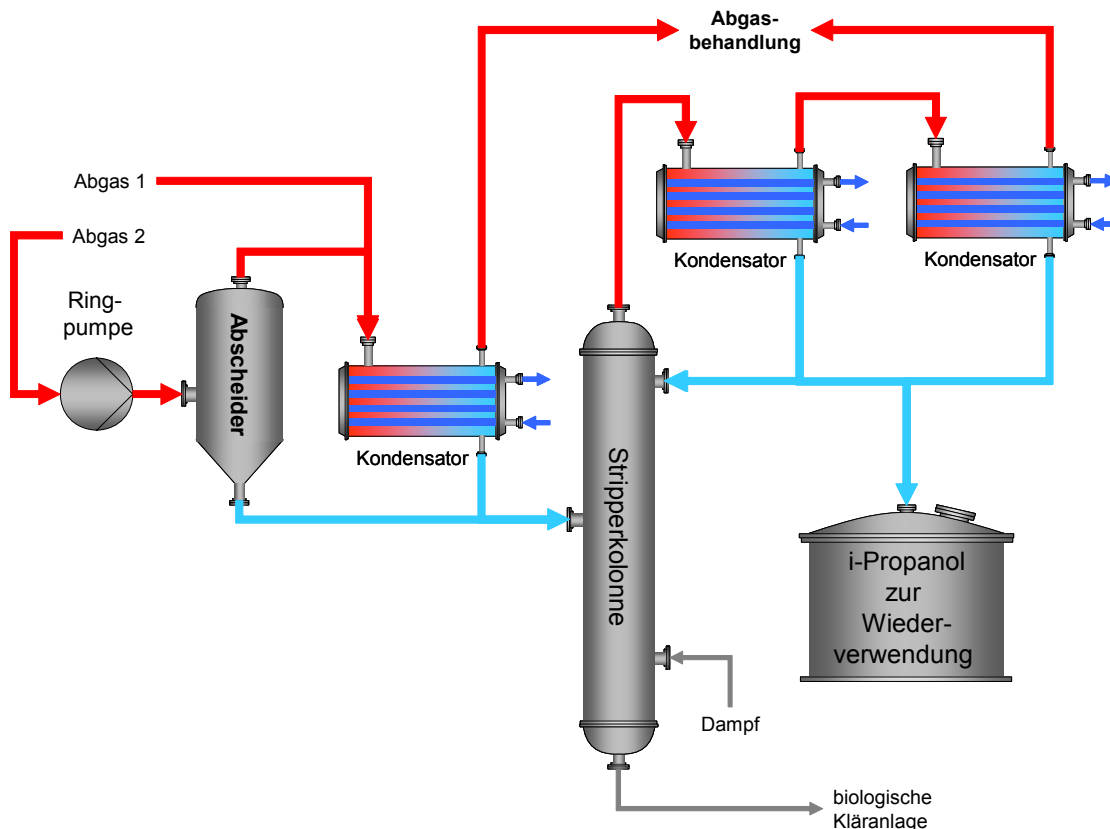 Abgas-
behandlung
Abgas 1
Abgas 2
Ring-
pumpe
Abscheider
Kondensator
Kondensator
Kondensator
Stripperkolonne
i-Propanol
zur
Wieder-
verwendung
Dampf
biologische
Kläranlage